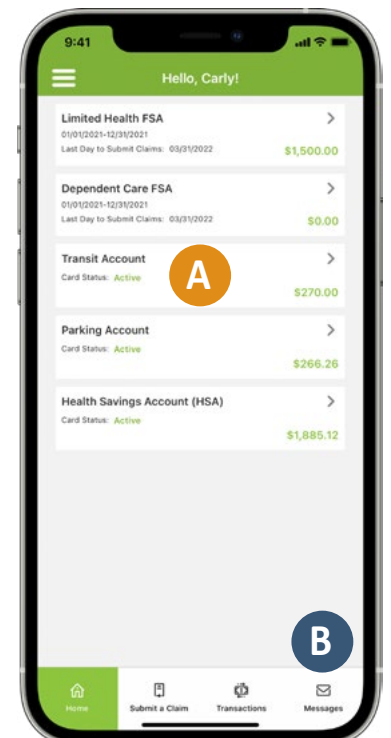 9:41
Hello, Carly!
Limited Health FSA
01/01/2021-12/31/2021
Last Day to Submit Claims: 03/31/2022 $1,500.00
Dependent Care FSA
01/01/2021-12/31/2021
Last Day to Submit Claims: 03/31/2022 $0.00
Transit Account
Card Status: Active
A
$270.00
Parking Account
Card Status: Active
$266.26
Health Savings Account (HSA)
Card Status: Active
$1,885.12
B
Home Submit a Claim Transactions Messages